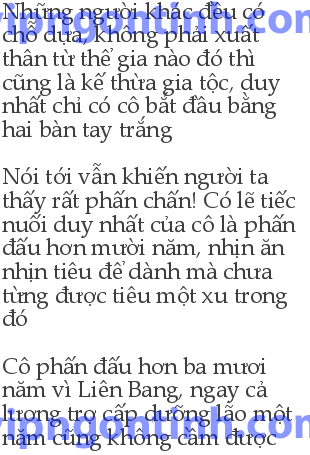 Những người khác đều có
chỗ dựa, không phải xuất
thân từ thể gia nào đó thì
cũng là kế thừa gia tộc, duy
nhất chỉ có cô bắt đầu bằng
hai bàn tay trắng
Nói tới vẫn khiến người ta
thấy rất phấn chấn! Có lẽ tiếc
nuối duy nhất của cô là phấn
đấu hơn mười năm, nhịn ăn
nhịn tiêu để dành mà chưa
từng được tiêu một xu trong
đó
Cô phấn đấu hơn ba mươi
năm vì Liên Bang, ngay cả
lương trợ cấp dưỡng lão một
năm cũng không cầm được
vipngontinh.com
vipngontinh.com